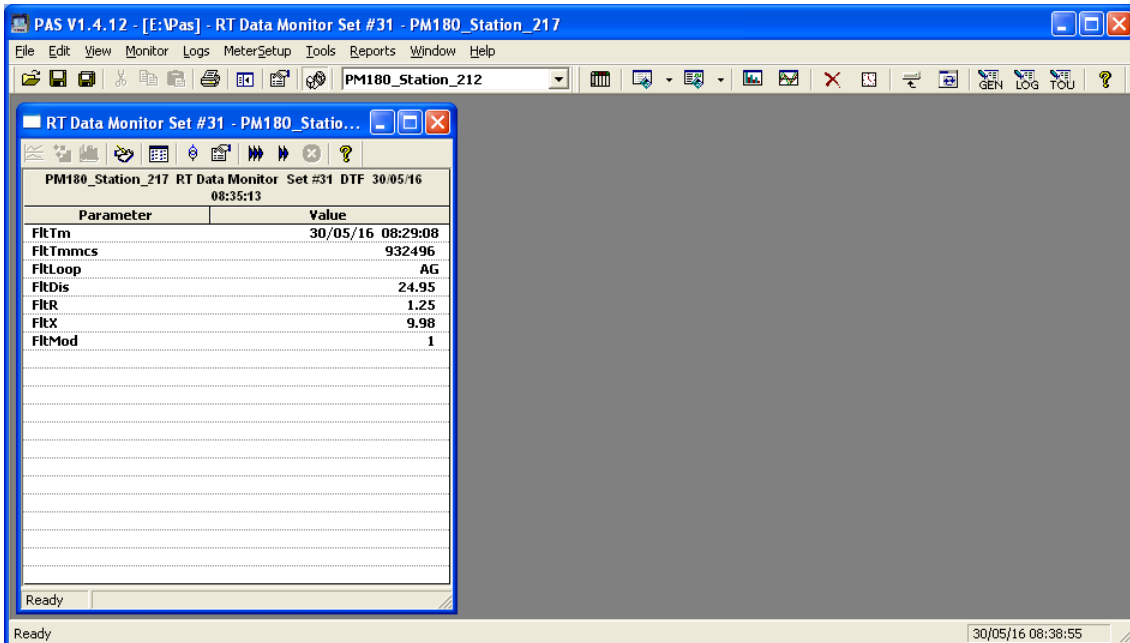 PAS V1.4.12 - [E:\Pas] - RT Data Monitor Set #31 - PM180_Station_217
File Edit View Monitor Logs MeterSetup Tools Reports Window Help
PM180_Station_212
GEN LOG TOU
RT Data Monitor Set #31 - PM180_Statio...
PM180_Station_217 RT Data Monitor Set #31 DTF 30/05/16
08:35:13
Parameter Value
FltTm 30/05/16 08:29:08
FltTmmcs 932496
FltLoop AG
FltDis 24.95
FltR 1.25
FltX 9.98
FltMod 1
Ready
Ready 30/05/16 08:38:55